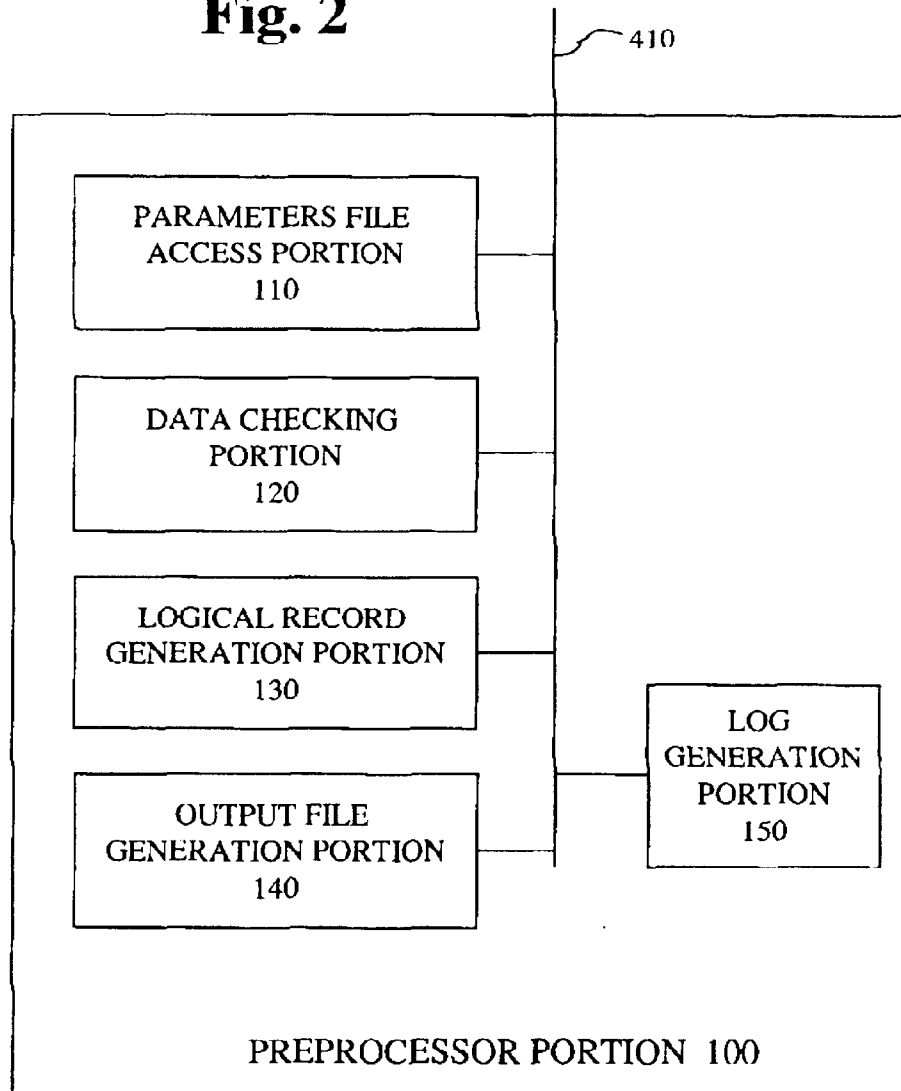 Fig. 2
410
PARAMETERS FILE
ACCESS PORTION
110
DATA CHECKING
PORTION
120
LOGICAL RECORD
GENERATION PORTION
130
OUTPUT FILE
GENERATION PORTION
140
LOG
GENERATION
PORTION
150
PREPROCESSOR PORTION 100